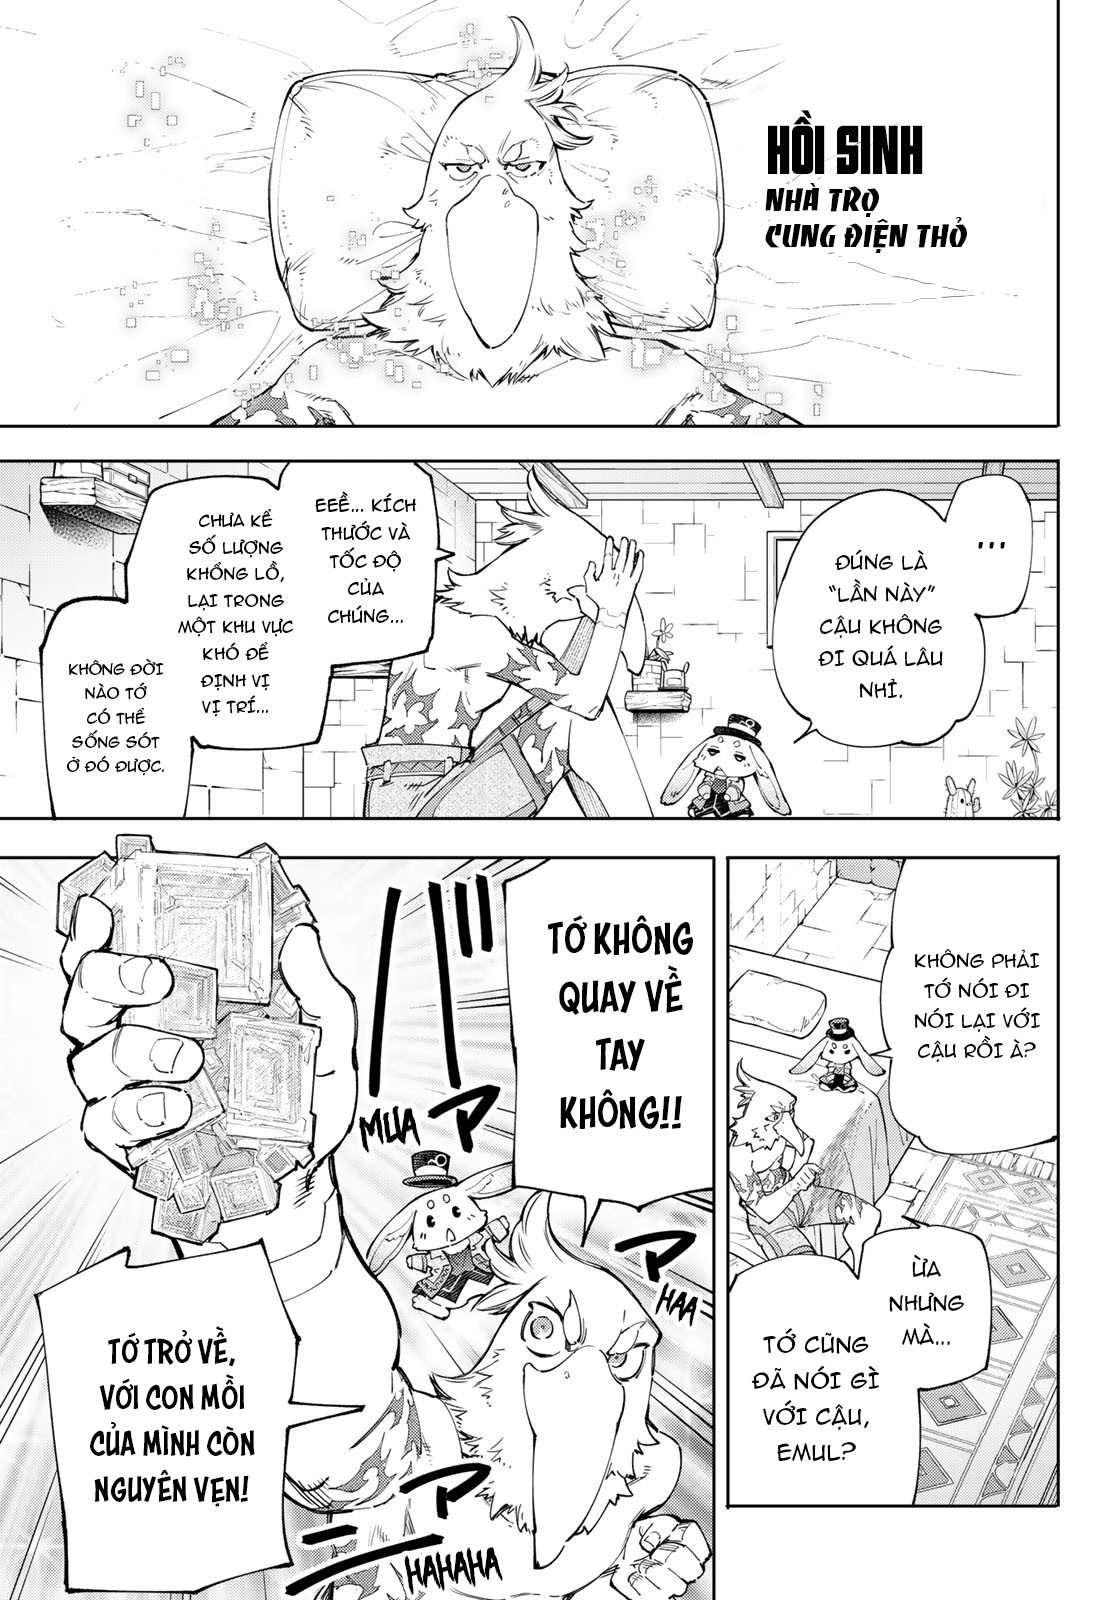 HỒI SINH
NHÀ TRỌ
CUNG ĐIỆN THỎ
...
ĐÚNG LÀ
“LẦN NÀY”
CẬU KHÔNG
ĐI QUÁ LÂU
NHỈ.
EEỀ... KÍCH
THƯỚC VÀ
TỐC ĐỘ
CỦA
CHÚNG...
CHƯA KỂ
SỐ LƯỢNG
KHỔNG LỒ,
LẠI TRONG
MỘT KHU VỰC
KHÓ ĐỂ
ĐỊNH VỊ
VỊ TRÍ...
KHÔNG ĐỜI
NÀO TỚ
CÓ THỂ
SỐNG SÓT
Ở ĐÓ ĐƯỢC.
KHÔNG PHẢI
TỚ NÓI ĐI
NÓI LẠI VỚI
CẬU RỒI À?
ỪA
NHƯNG
MÀ...
TỚ CŨNG
ĐÃ NÓI GÌ
VỚI CẬU,
EMUL?
TỚ KHÔNG
QUAY VỀ
TAY
KHÔNG!!
MUA
HAA
ア
ア
TỚ TRỞ VỀ,
VỚI CON MỒI
CỦA MÌNH CÒN
NGUYÊN VẸN!
ニア
HAHAHA